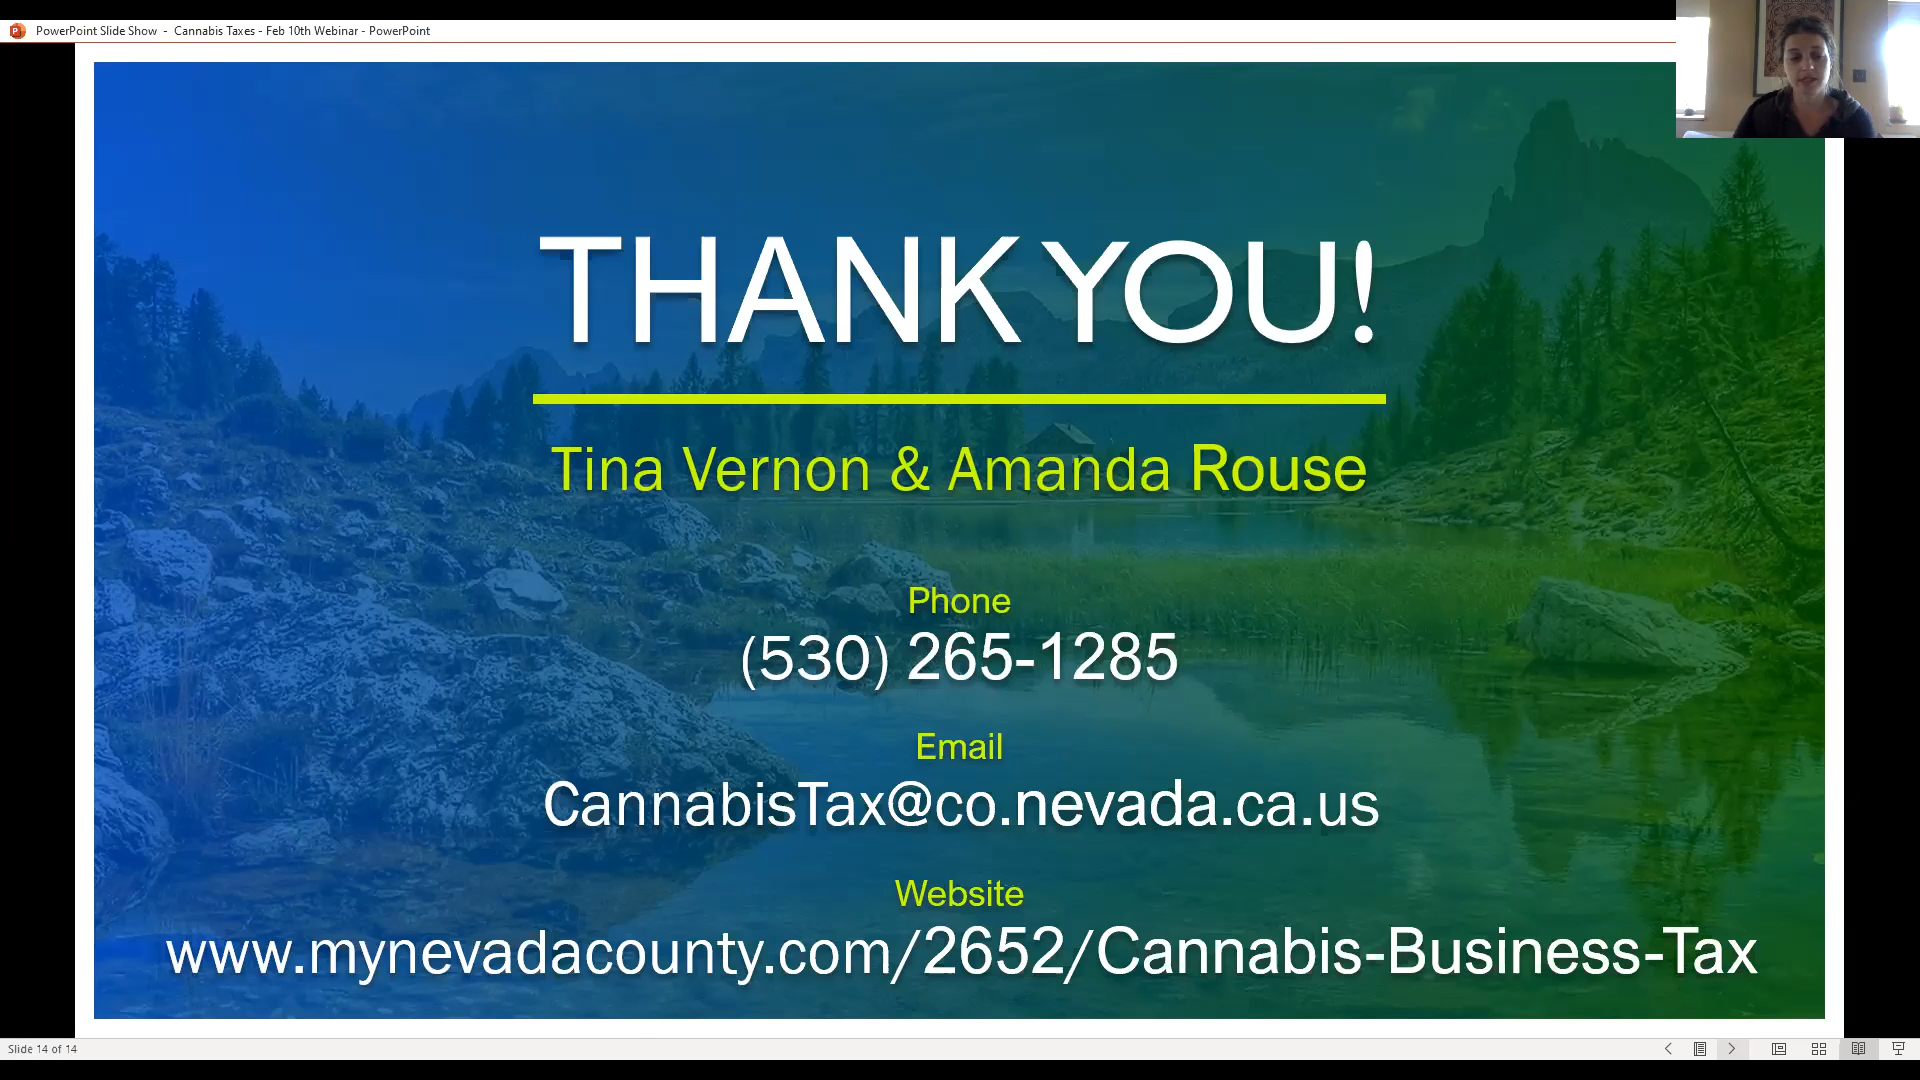 PowerPoint Slide Show - Cannabis Taxes - Feb 10th Webinar - PowerPoint
THANK YOU!
Tina Vernon & Amanda Rouse
Phone
(530) 265-1285
Email
CannabisTax@co.nevada.ca.us
Website
www.mynevadacounty.com/2652/Cannabis-Business-Tax
Slide 14 of 14